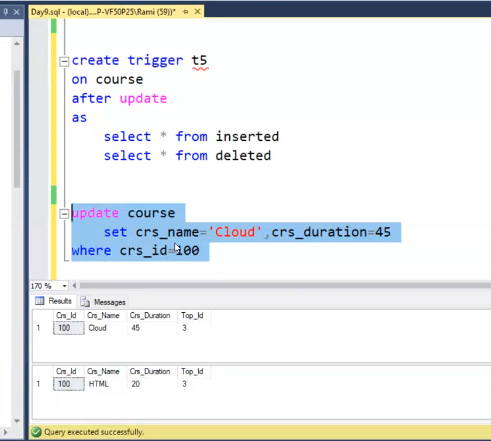 Day9.sql - (local)....P-VF50P25\Rami (59))*
create trigger t5
on course
after update
as
select * from inserted
select * from deleted
update course
set crs_name='Cloud',crs_duration=45
where crs_id=100
170 %
Results Messages
Crs_Id Crs_Name Crs_Duration Top_Id
1 100 Cloud 45 3
Crs_Id Crs_Name Crs_Duration Top_Id
1 100 HTML 20 3
Query executed successfully.